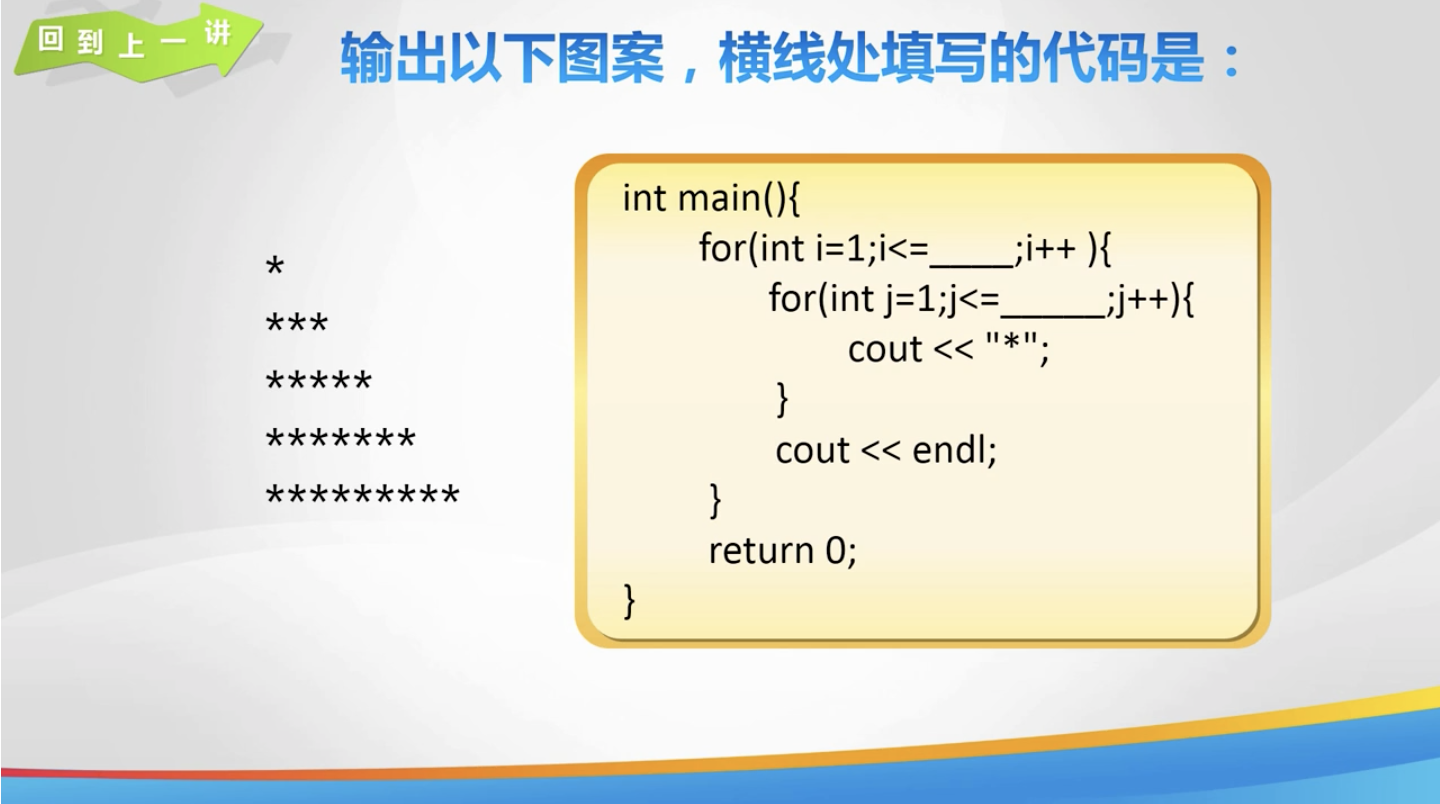 回到上一讲
输出以下图案，横线处填写的代码是：
*
***
*****
*******
*********
int main(){
for(int i=1;i<=____;i++ ){
for(int j=1;j<=_____;j++){
cout << "*";
}
cout << endl;
}
return 0;
}